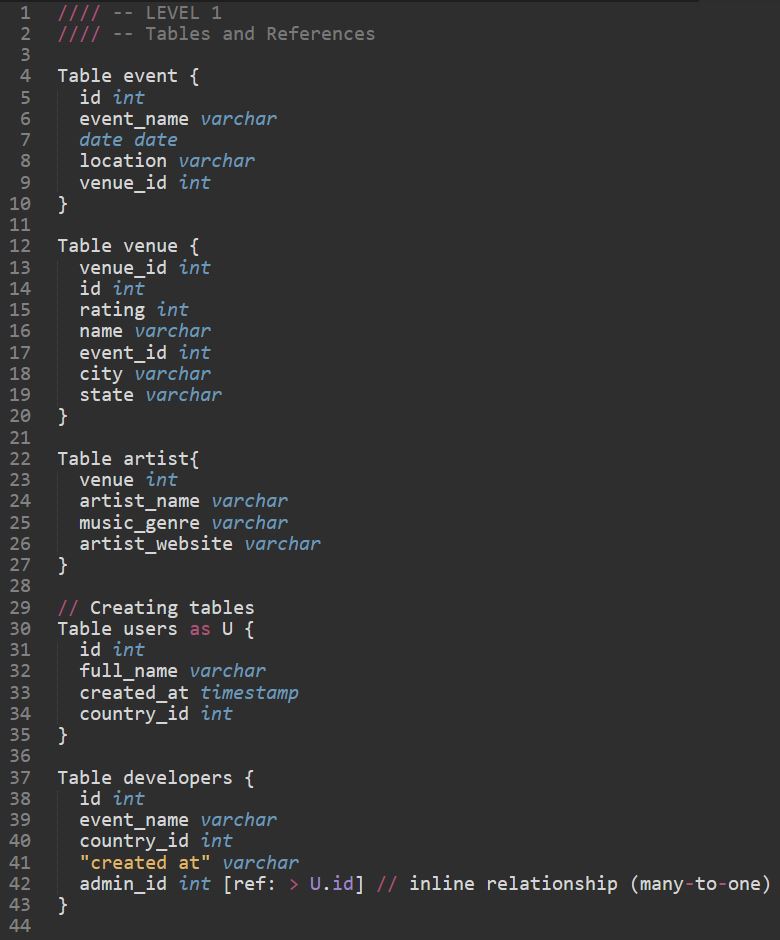 1 //// -- LEVEL 1
2 //// -- Tables and References
3
4 Table event {
5   id int
6   event_name varchar
7   date date
8   location varchar
9   venue_id int
10 }
11
12 Table venue {
13   venue_id int
14   id int
15   rating int
16   name varchar
17   event_id int
18   city varchar
19   state varchar
20 }
21
22 Table artist{
23   venue int
24   artist_name varchar
25   music_genre varchar
26   artist_website varchar
27 }
28
29 // Creating tables
30 Table users as U {
31   id int
32   full_name varchar
33   created_at timestamp
34   country_id int
35 }
36
37 Table developers {
38   id int
39   event_name varchar
40   country_id int
41   "created at" varchar
42   admin_id int [ref: > U.id] // inline relationship (many-to-one)
43 }
44